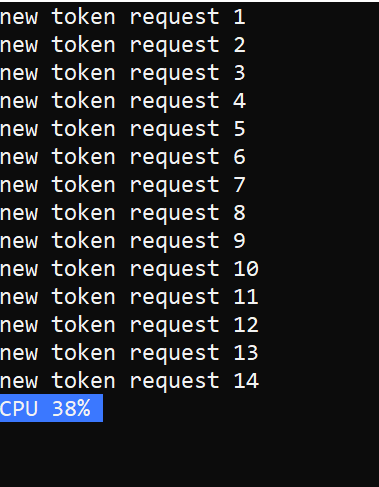 new token request 1
new token request 2
new token request 3
new token request 4
new token request 5
new token request 6
new token request 7
new token request 8
new token request 9
new token request 10
new token request 11
new token request 12
new token request 13
new token request 14
CPU 38%